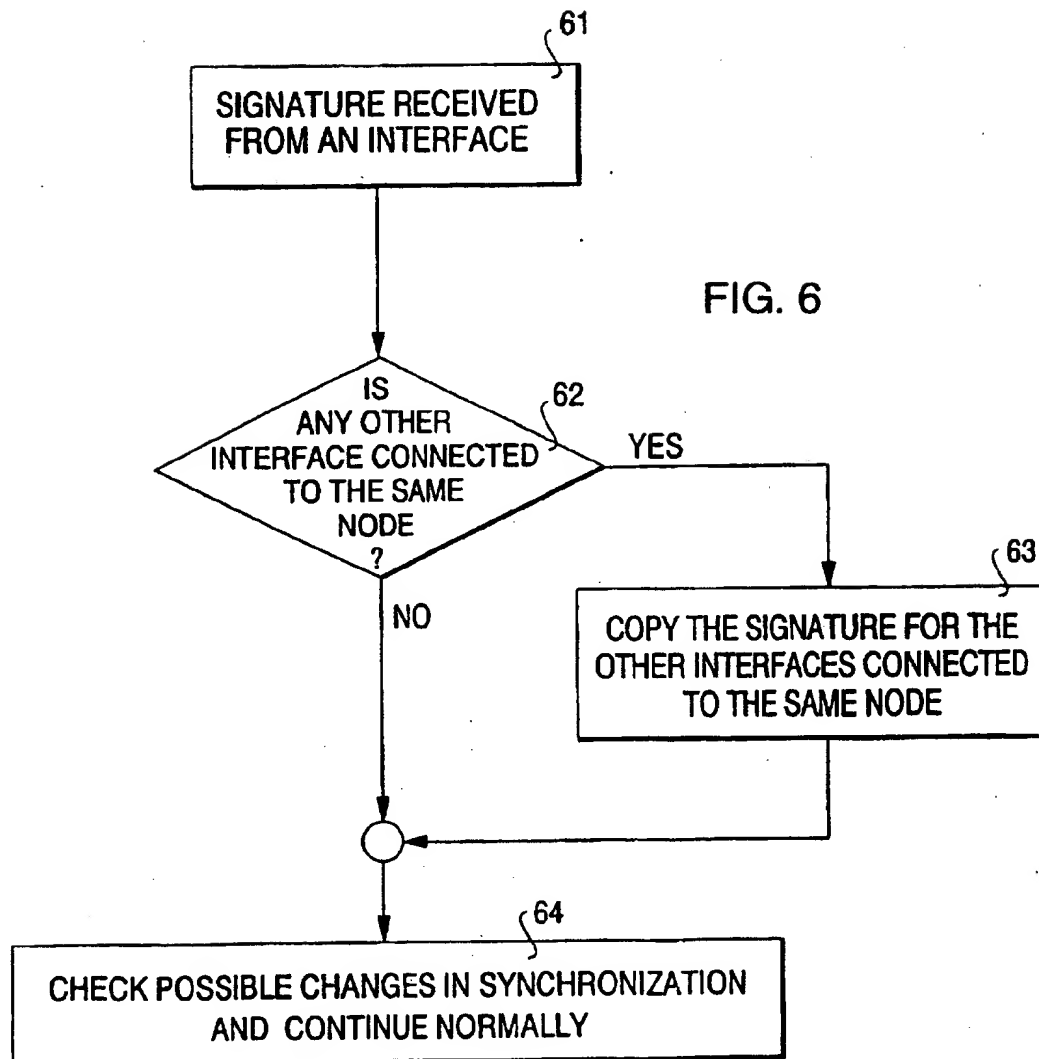 61
SIGNATURE RECEIVED
FROM AN INTERFACE
FIG. 6
IS
ANY OTHER
INTERFACE CONNECTED
TO THE SAME
NODE
?
62
YES
NO
63
COPY THE SIGNATURE FOR THE
OTHER INTERFACES CONNECTED
TO THE SAME NODE
64
CHECK POSSIBLE CHANGES IN SYNCHRONIZATION
AND CONTINUE NORMALLY